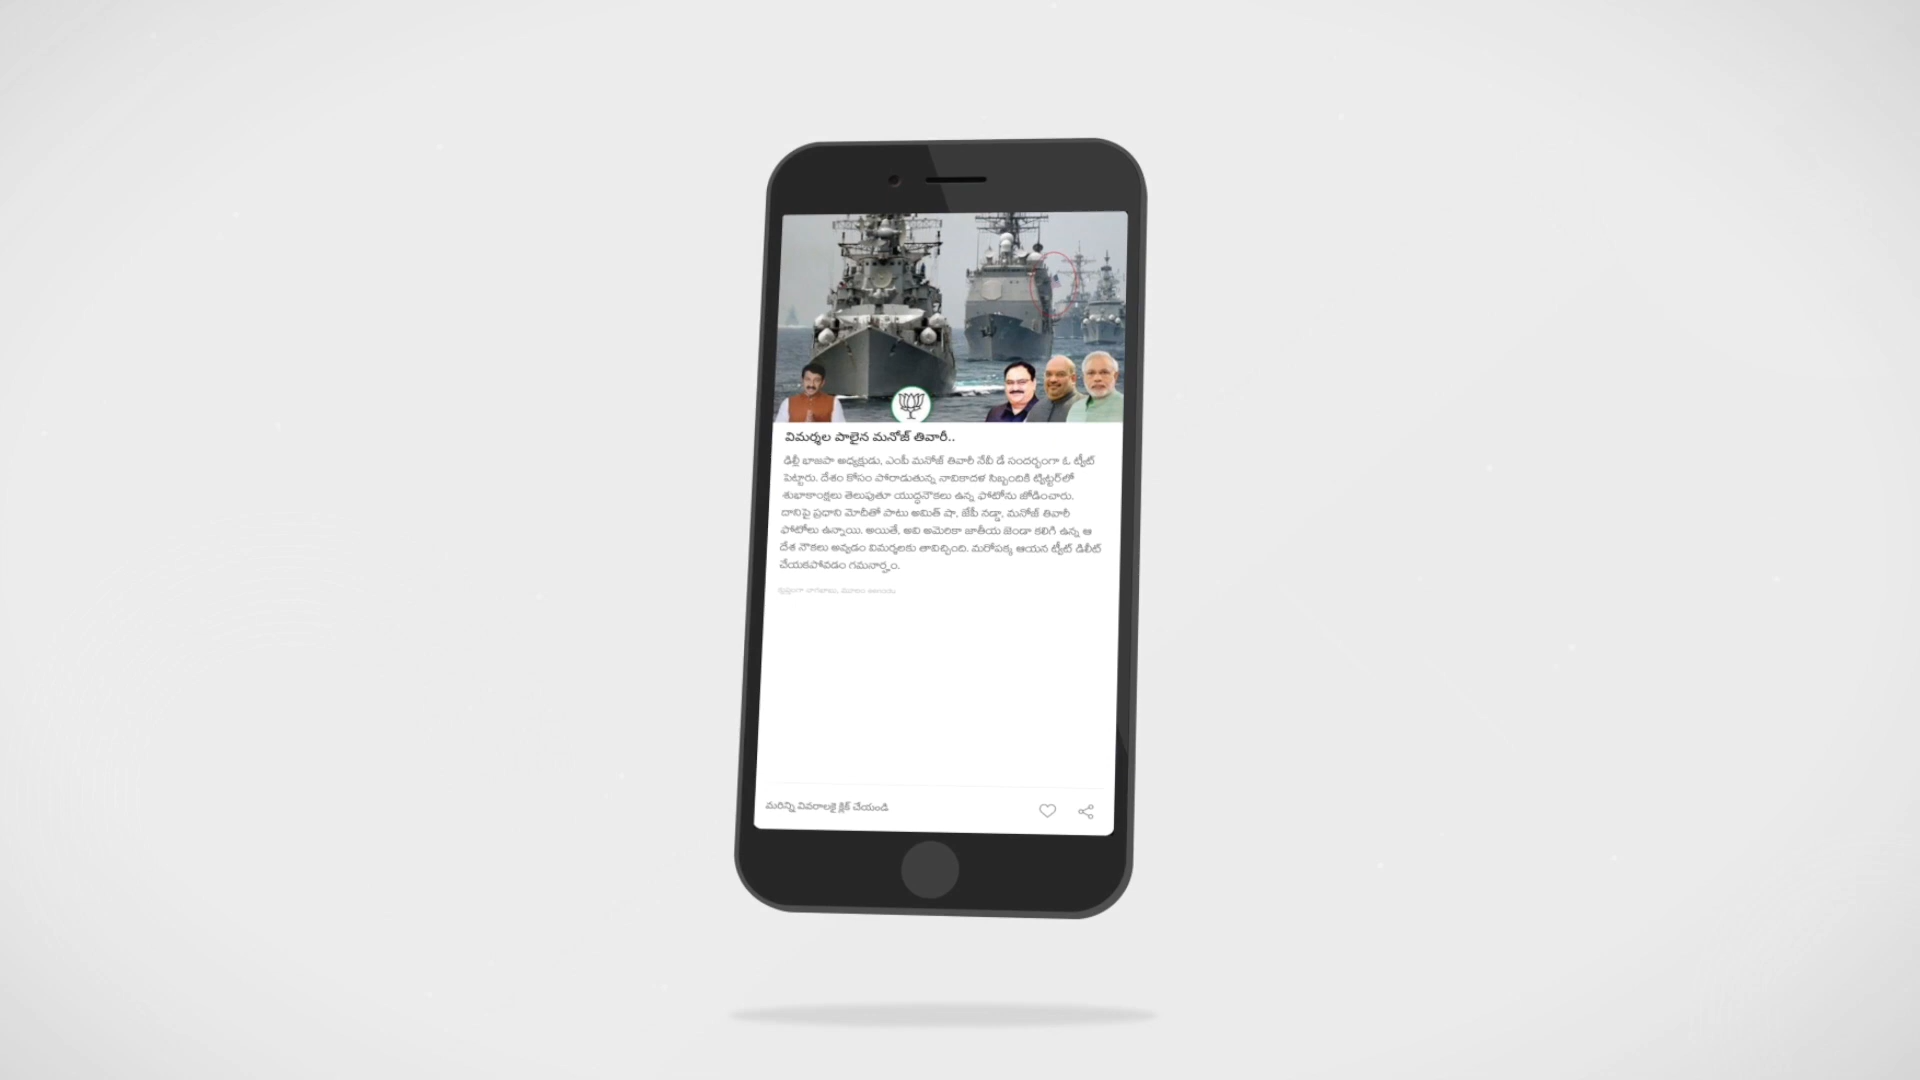 విమర్శల పాలైన మనోజ్ తివారీ..
ఢిల్లీ భాజపా అధ్యక్షుడు, ఎంపీ మనోజ్ తివారీ నేవీ డే సందర్భంగా ఓ ట్వీట్
పెట్టారు. దేశం కోసం పోరాడుతున్న నావికాదళ సిబ్బందికి ట్విట్టర్‌లో
శుభాకాంక్షలు తెలుపుతూ యుద్ధనౌకలు ఉన్న ఫోటోను జోడించారు.
దానిపై ప్రధాని మోదీతో పాటు అమిత్ షా, జేపీ నడ్డా, మనోజ్ తివారీ
ఫోటోలు ఉన్నాయి. అయితే, అవి అమెరికా జాతీయ జెండా కలిగి ఉన్న ఆ
దేశ నౌకలు అవ్వడం విమర్శలకు తావిచ్చింది. మరోపక్క ఆయన ట్వీట్ డిలీట్
చేయకపోవడం గమనార్హం.
మరిన్ని వివరాలకై క్లిక్ చేయండి